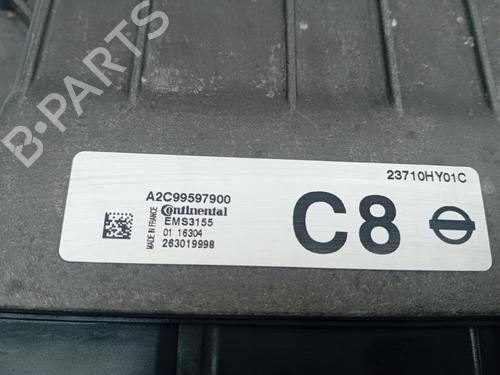 B-PARTS
23710HY01C
A2C99597900
Continental
EMS3155
01 16304
263019998
MADE IN FRANCE
C8